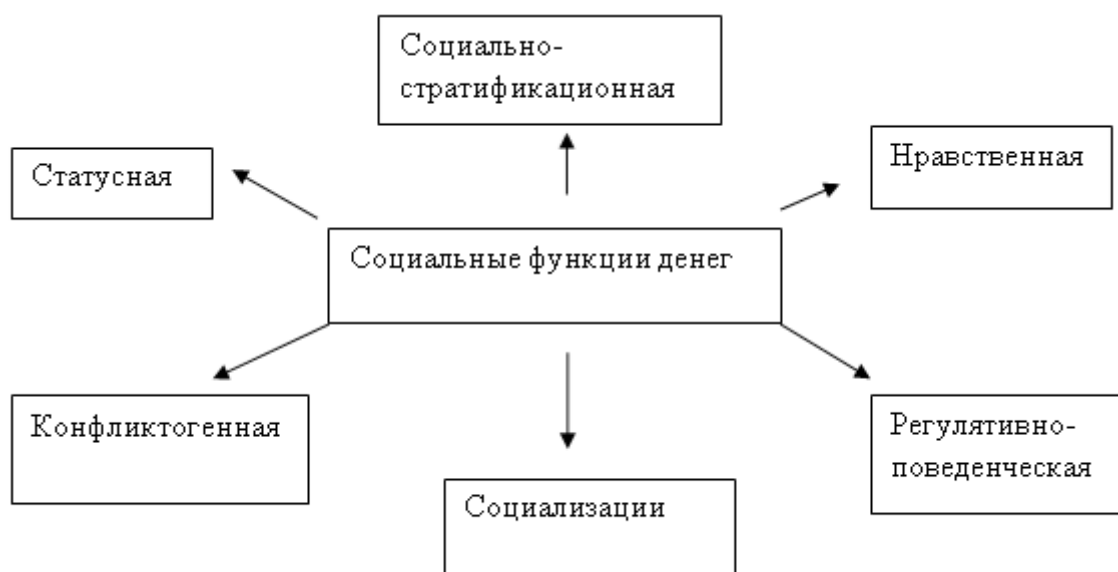 Социально-
стратификационная
Статусная
Нравственная
Социальные функции денег
Конфликтогенная
Регулятивно-
поведенческая
Социализации